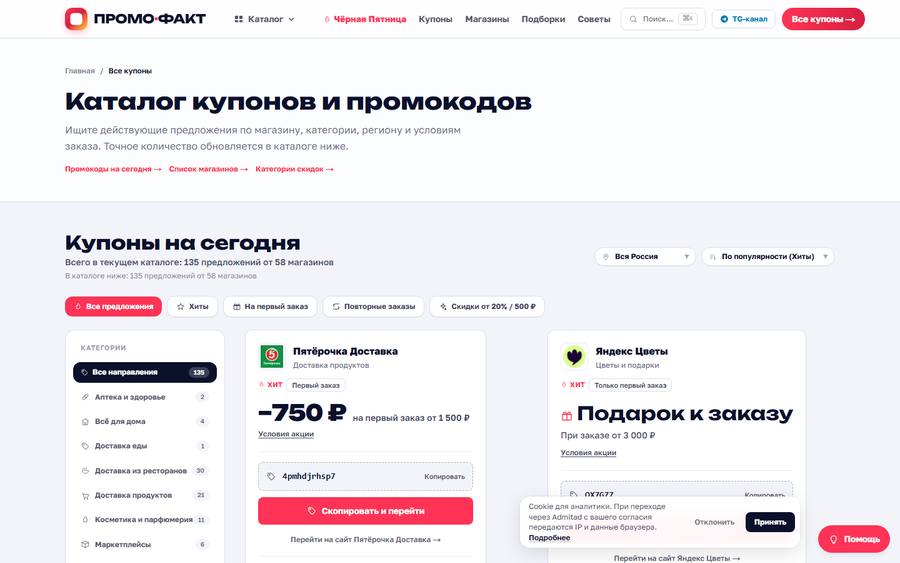 ПРОМО·ФАКТ
Каталог
Чёрная Пятница
Купоны
Магазины
Подборки
Советы
Поиск...
⌘K
TG-канал
Все купоны →
Главная / Все купоны
Каталог купонов и промокодов
Ищите действующие предложения по магазину, категории, региону и условиям
заказа. Точное количество обновляется в каталоге ниже.
Промокоды на сегодня → Список магазинов → Категории скидок →
Купоны на сегодня
Всего в текущем каталоге: 135 предложений от 58 магазинов
В каталоге ниже: 135 предложений от 58 магазинов
Вся Россия
По популярности (Хиты)
Все предложения
Хиты
На первый заказ
Повторные заказы
Скидки от 20% / 500 ₽
КАТЕГОРИИ
Все направления 135
Аптека и здоровье 2
Всё для дома 4
Доставка еды 1
Доставка из ресторанов 30
Доставка продуктов 21
Косметика и парфюмерия 11
Маркетплейсы 6
Пятёрочка Доставка
Доставка продуктов
ХИТ Первый заказ
−750 ₽ на первый заказ от 1 500 ₽
Условия акции
4pmhdjrhsp7 Копировать
Скопировать и перейти
Перейти на сайт Пятёрочка Доставка →
Яндекс Цветы
Цветы и подарки
ХИТ Только первый заказ
Подарок к заказу
При заказе от 3 000 ₽
Условия акции
Перейти на сайт Яндекс Цветы →
Cookie для аналитики. При переходе
через Admitad с вашего согласия
передаются IP и данные браузера.
Подробнее
Отклонить
Принять
Помощь